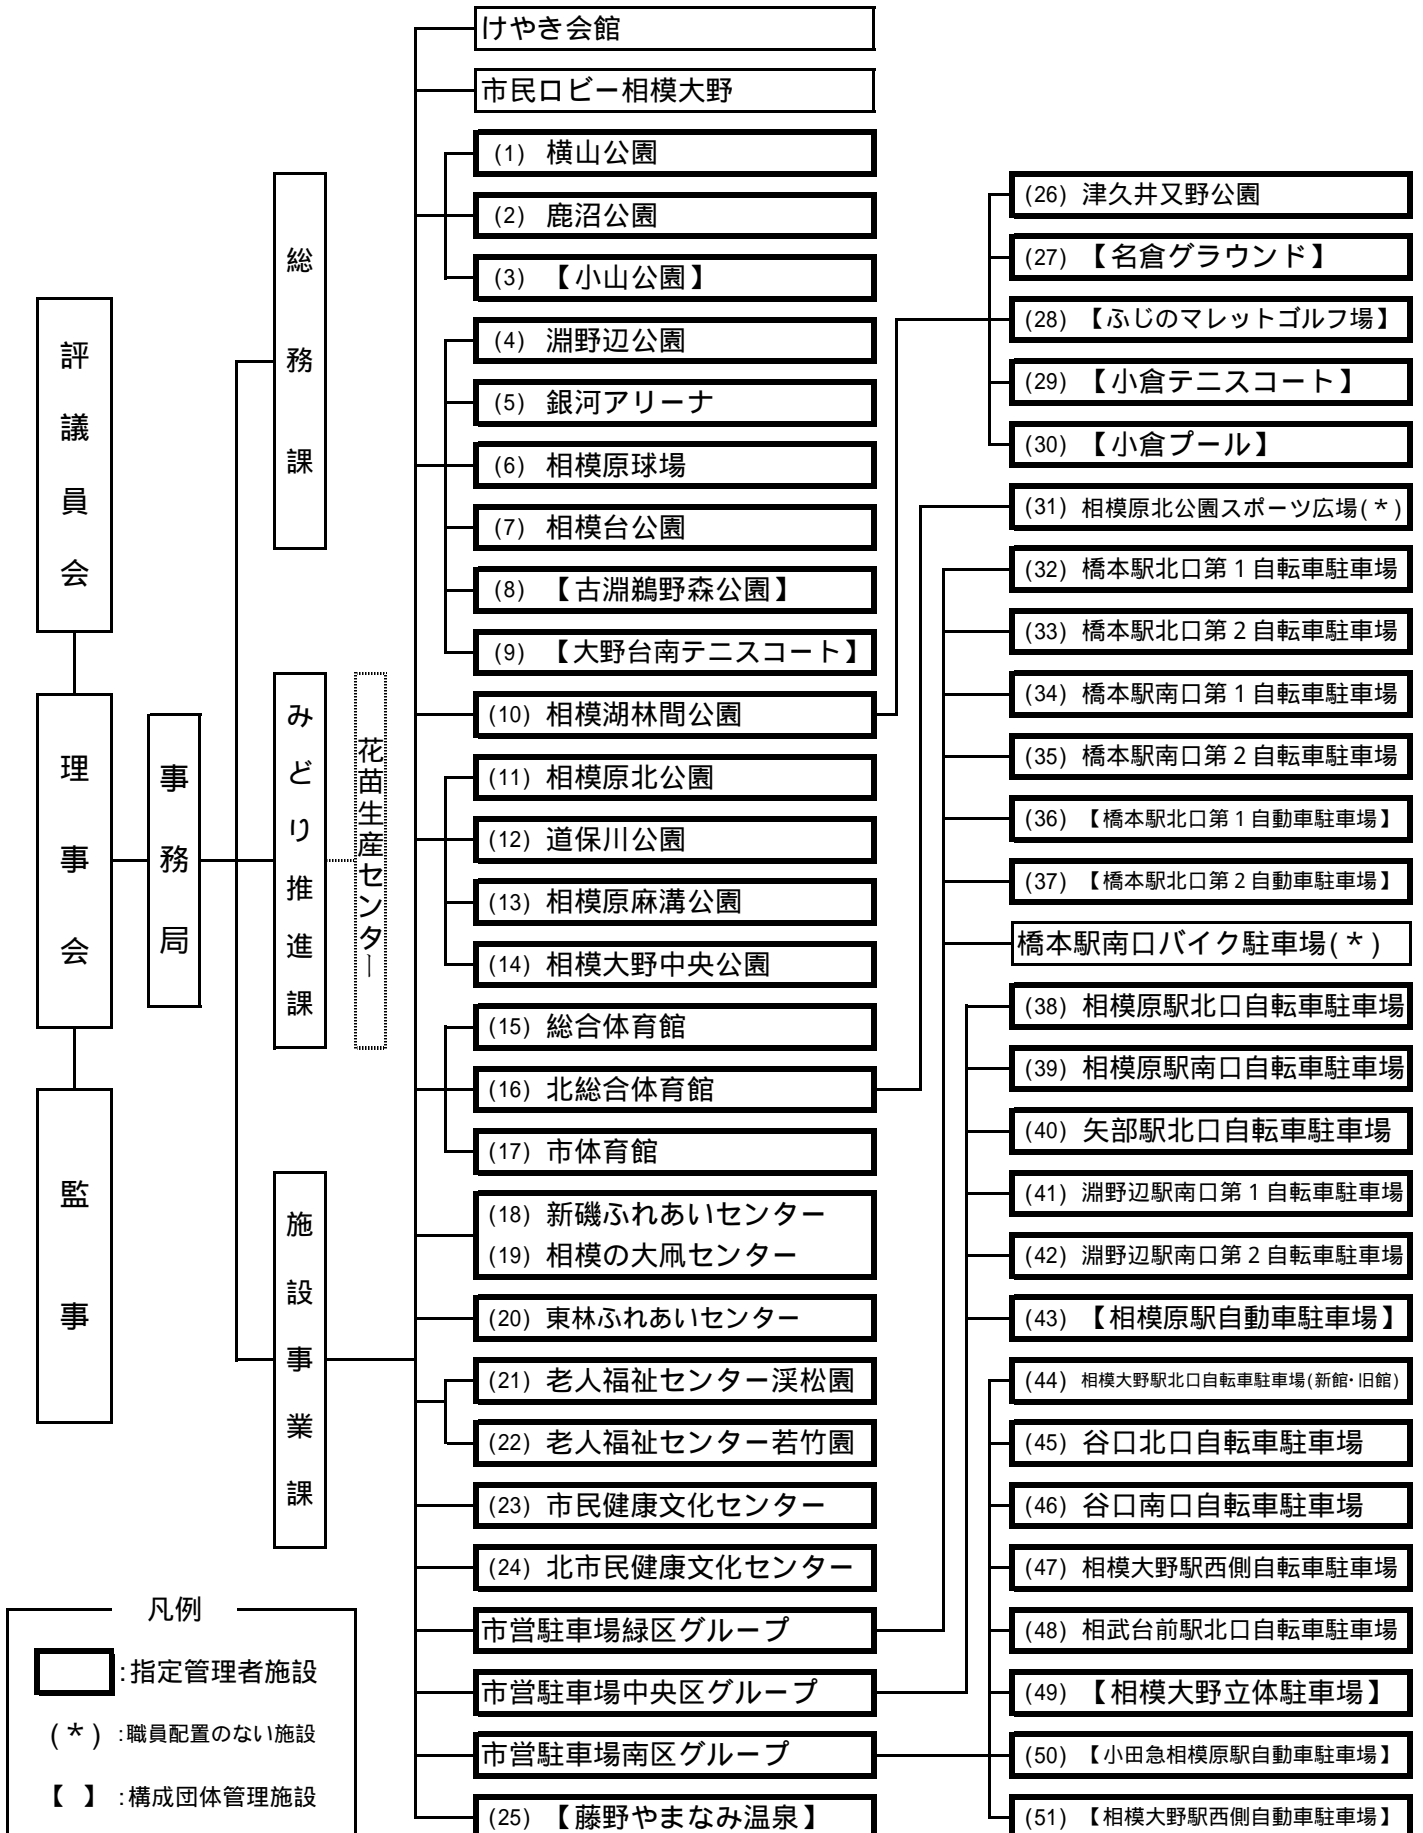 評議員会
理事会
監事
事務局
総務課
みどり推進課
花苗生産センター
施設事業課
けやき会館
市民ロビー相模大野
(1) 横山公園
(2) 鹿沼公園
(3) 【小山公園】
(4) 淵野辺公園
(5) 銀河アリーナ
(6) 相模原球場
(7) 相模台公園
(8) 【古淵鵜野森公園】
(9) 【大野台南テニスコート】
(10) 相模湖林間公園
(11) 相模原北公園
(12) 道保川公園
(13) 相模原麻溝公園
(14) 相模大野中央公園
(15) 総合体育館
(16) 北総合体育館
(17) 市体育館
(18) 新磯ふれあいセンター
(19) 相模の大凧センター
(20) 東林ふれあいセンター
(21) 老人福祉センター渓松園
(22) 老人福祉センター若竹園
(23) 市民健康文化センター
(24) 北市民健康文化センター
市営駐車場緑区グループ
市営駐車場中央区グループ
市営駐車場南区グループ
(25) 【藤野やまなみ温泉】
(26) 津久井又野公園
(27) 【名倉グラウンド】
(28) 【ふじのマレットゴルフ場】
(29) 【小倉テニスコート】
(30) 【小倉プール】
(31) 相模原北公園スポーツ広場(*)
(32) 橋本駅北口第1自転車駐車場
(33) 橋本駅北口第2自転車駐車場
(34) 橋本駅南口第1自転車駐車場
(35) 橋本駅南口第2自転車駐車場
(36) 【橋本駅北口第1自動車駐車場】
(37) 【橋本駅北口第2自動車駐車場】
橋本駅南口バイク駐車場(*)
(38) 相模原駅北口自転車駐車場
(39) 相模原駅南口自転車駐車場
(40) 矢部駅北口自転車駐車場
(41) 淵野辺駅南口第1自転車駐車場
(42) 淵野辺駅南口第2自転車駐車場
(43) 【相模原駅自動車駐車場】
(44) 相模大野駅北口自転車駐車場(新館・旧館)
(45) 谷口北口自転車駐車場
(46) 谷口南口自転車駐車場
(47) 相模大野駅西側自転車駐車場
(48) 相武台前駅北口自転車駐車場
(49) 【相模大野立体駐車場】
(50) 【小田急相模原駅自動車駐車場】
(51) 【相模大野駅西側自動車駐車場】
凡例
:指定管理者施設
(*) :職員配置のない施設
【 】 :構成団体管理施設